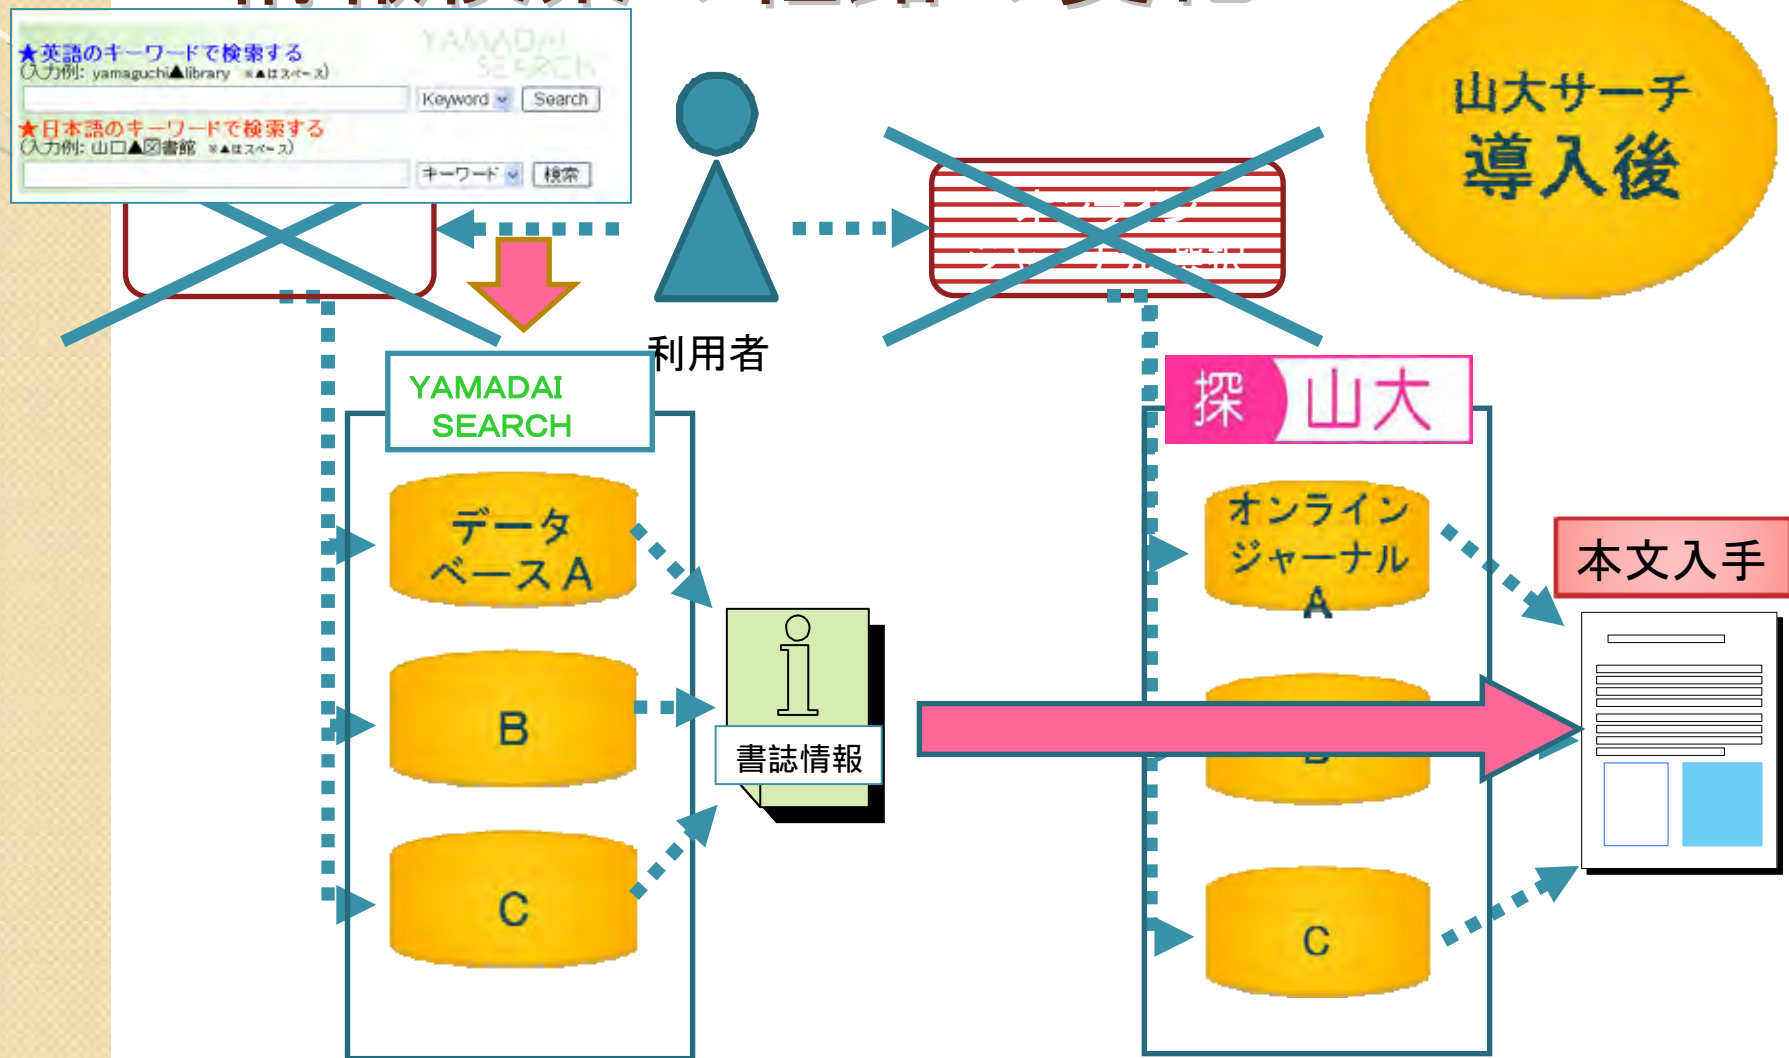 ★英語のキーワードで検索する
(入力例: yamaguchi▲library ※▲はスペース)
YAMADAI
SEARCH
Keyword
Search
★日本語のキーワードで検索する
(入力例: 山口▲図書館 ※▲はスペース)
キーワード
検索
山大サーチ
導入後
利用者
YAMADAI
SEARCH
探 山大
データ
ベースA
B
C
書誌情報
オンライン
ジャーナル
A
C
本文入手